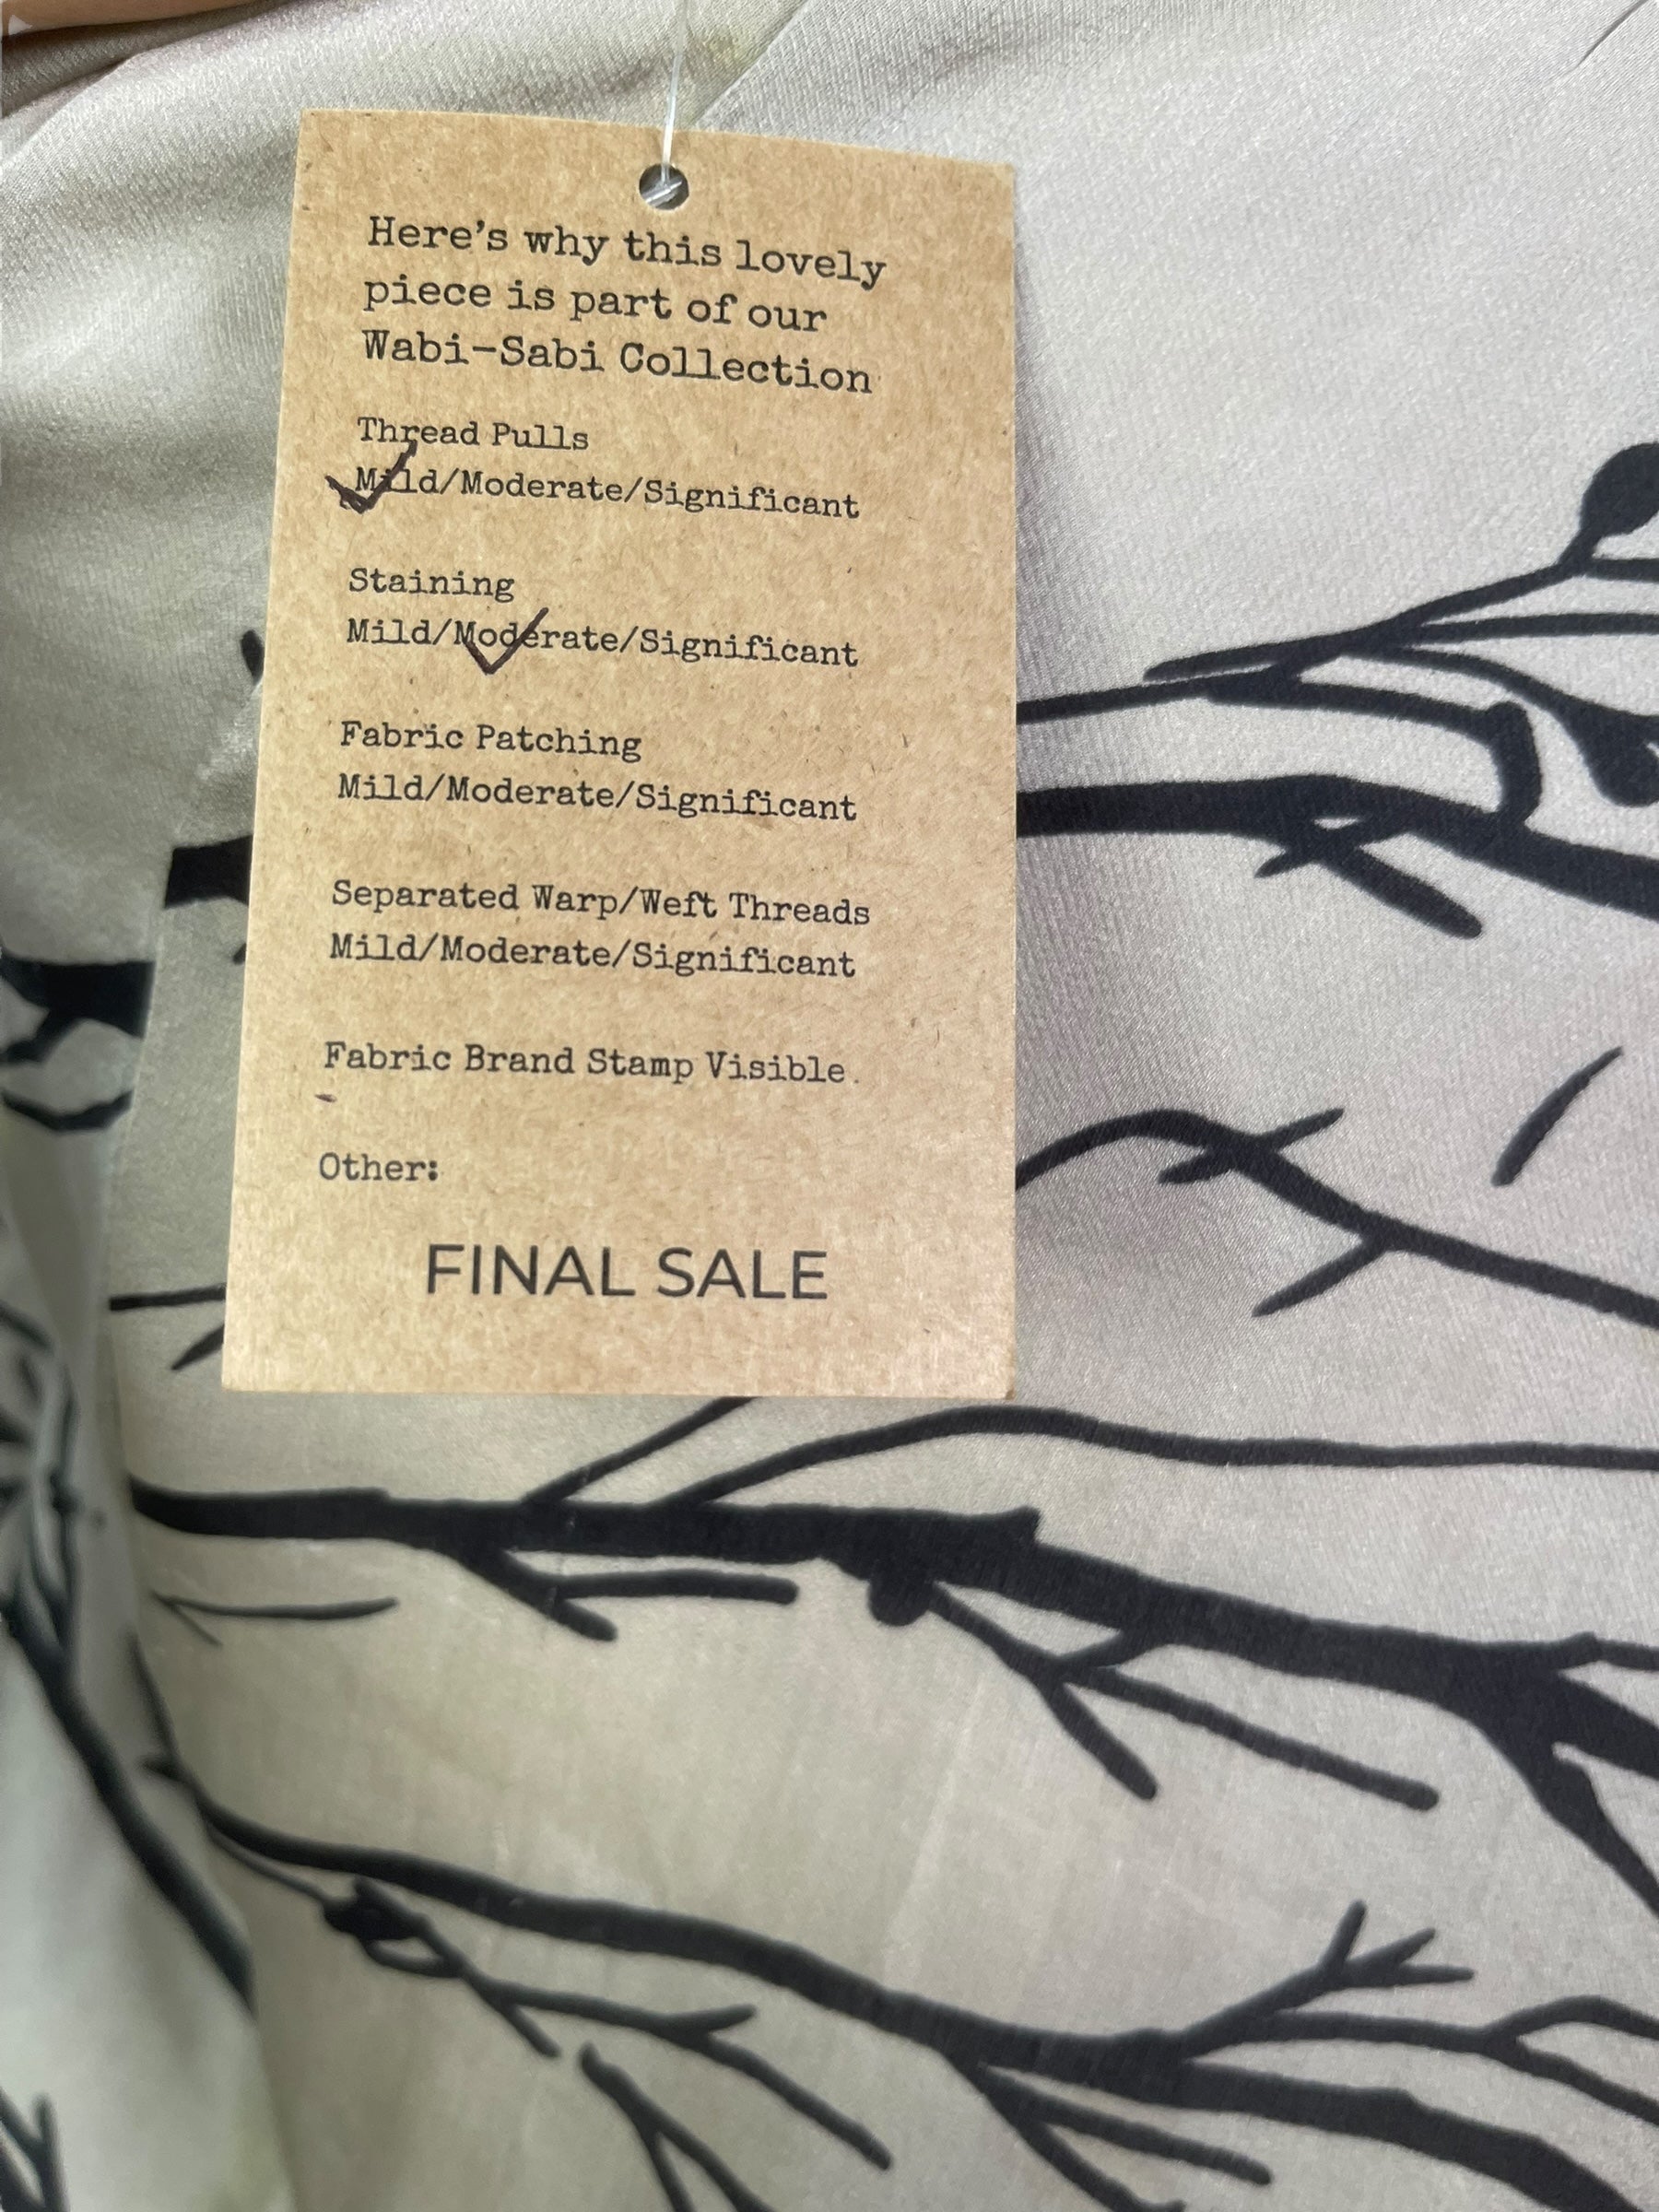 Here's why this lovely
piece is part of our
Wabi-Sabi Collection
Thread Pulls
Mild/Moderate/Significant
Staining
Mild/Moderate/Significant
Fabric Patching
Mild/Moderate/Significant
Separated Warp/Weft Threads
Mild/Moderate/Significant
Fabric Brand Stamp Visible
Other:
FINAL SALE